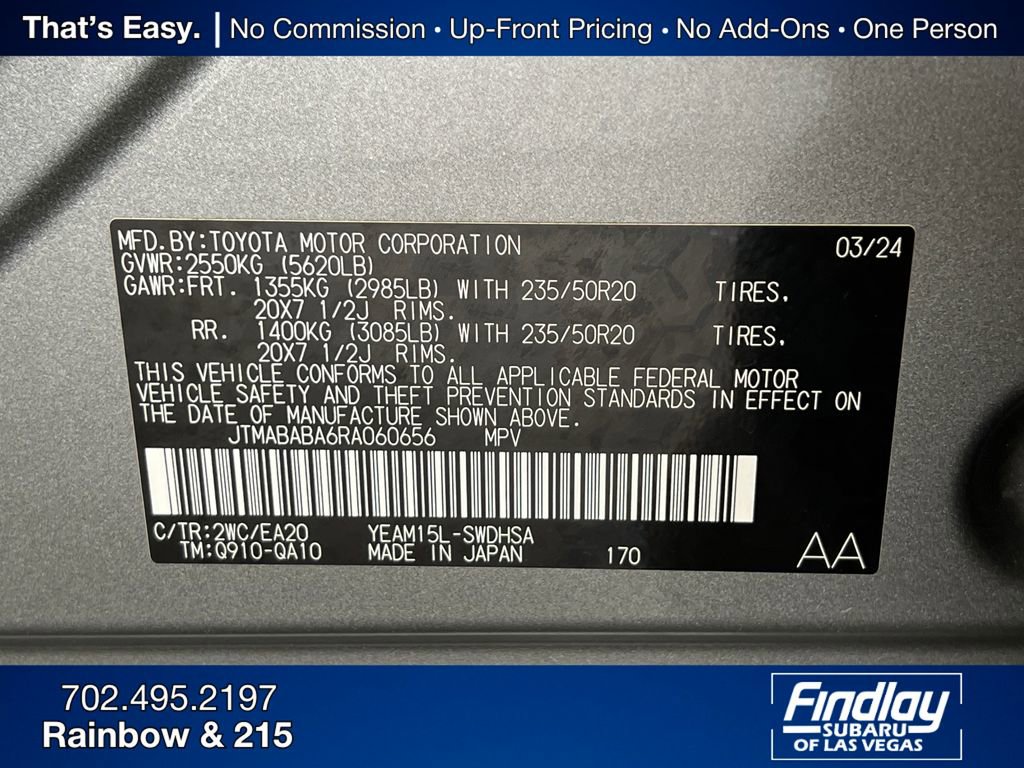 That's Easy. | No Commission • Up-Front Pricing • No Add-Ons • One Person
MFD.BY:TOYOTA MOTOR CORPORATION 03/24
GVWR:2550KG (5620LB)
GAWR:FRT. 1355KG (2985LB) WITH 235/50R20 TIRES.
20X7 1/2J RIMS.
RR. 1400KG (3085LB) WITH 235/50R20 TIRES.
20X7 1/2J RIMS.
THIS VEHICLE CONFORMS TO ALL APPLICABLE FEDERAL MOTOR
VEHICLE SAFETY AND THEFT PREVENTION STANDARDS IN EFFECT ON
THE DATE OF MANUFACTURE SHOWN ABOVE.
JTMABABA6RA060656 MPV
C/TR:2WC/EA20 YEAM15L-SWDHSA
TM:Q910-QA10 MADE IN JAPAN 170 AA
702.495.2197
Rainbow & 215
Findlay
SUBARU
OF LAS VEGAS